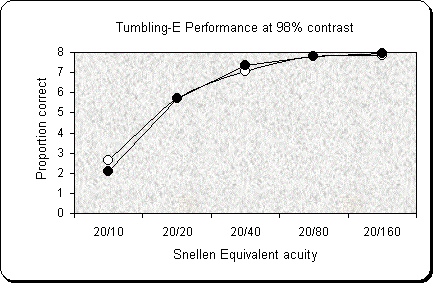 Tumbling-E Performance at 98% contrast
Proportion correct
8
7
6
5
4
3
2
1
0
20/10 20/20 20/40 20/80 20/160
Snellen Equivalent acuity